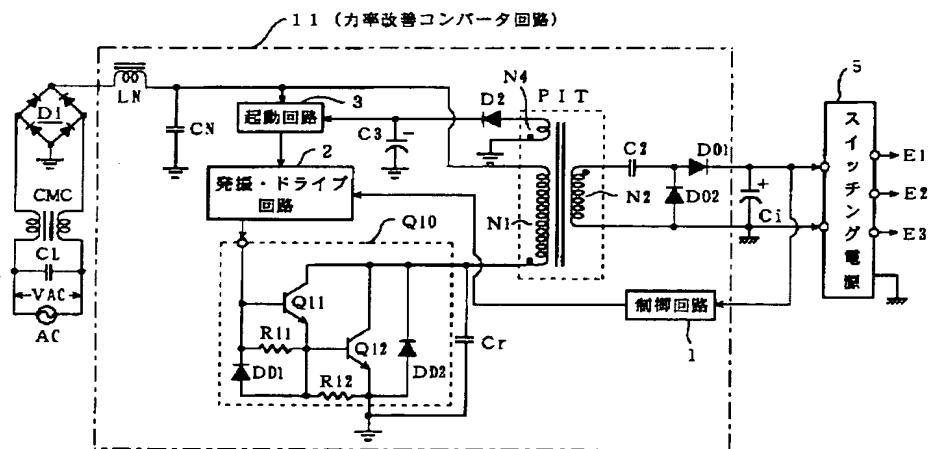 11 (力率改善コンバータ回路)
LN
D1
CN
起動回路
3
C3
D2
N4
PIT
2
発振・ドライブ
回路
C2
DO1
N2
DO2
Ci
5
スイッチング電源
E1
E2
E3
CMC
CL
VAC
AC
Q10
N1
制御回路
1
Q11
R11
Q12
DD1
R12
DD2
Cr